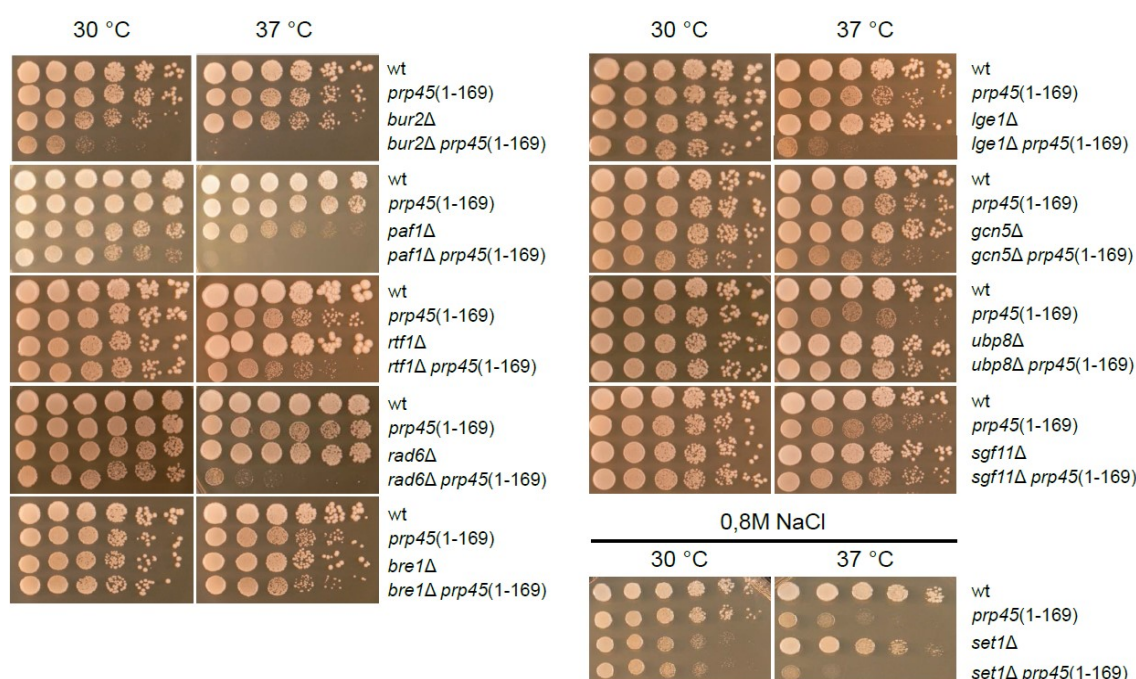 30 °C 37 °C
wt
prp45(1-169)
bur2Δ
bur2Δ prp45(1-169)
wt
prp45(1-169)
paf1Δ
paf1Δ prp45(1-169)
wt
prp45(1-169)
rtf1Δ
rtf1Δ prp45(1-169)
wt
prp45(1-169)
rad6Δ
rad6Δ prp45(1-169)
wt
prp45(1-169)
bre1Δ
bre1Δ prp45(1-169)
30 °C 37 °C
wt
prp45(1-169)
lge1Δ
lge1Δ prp45(1-169)
wt
prp45(1-169)
gcn5Δ
gcn5Δ prp45(1-169)
wt
prp45(1-169)
ubp8Δ
ubp8Δ prp45(1-169)
wt
prp45(1-169)
sgf11Δ
sgf11Δ prp45(1-169)
0,8M NaCl
30 °C 37 °C
wt
prp45(1-169)
set1Δ
set1Δ prp45(1-169)